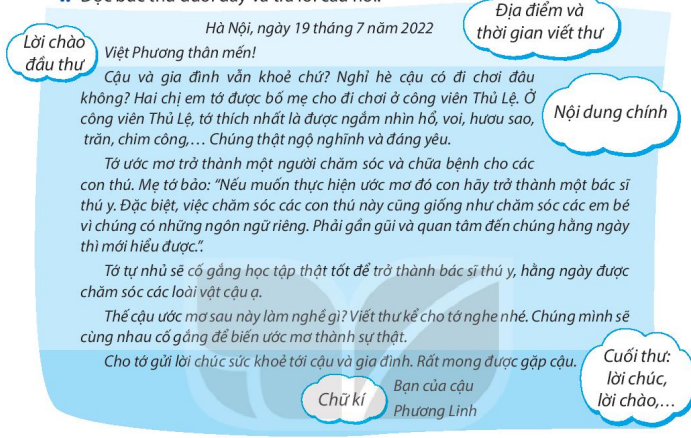 Đọc bức thư dưới đây và trả lời câu hỏi.
Địa điểm và
thời gian viết thư
Hà Nội, ngày 19 tháng 7 năm 2022
Lời chào
đầu thư
Việt Phương thân mến!
Cậu và gia đình vẫn khoẻ chứ? Nghỉ hè cậu có đi chơi đâu
không? Hai chị em tớ được bố mẹ cho đi chơi ở công viên Thủ Lệ. Ở
công viên Thủ Lệ, tớ thích nhất là được ngắm nhìn hổ, voi, hươu sao,
trăn, chim công,… Chúng thật ngộ nghĩnh và đáng yêu.
Nội dung chính
Tớ ước mơ trở thành một người chăm sóc và chữa bệnh cho các
con thú. Mẹ tớ bảo: "Nếu muốn thực hiện ước mơ đó con hãy trở thành một bác sĩ
thú y. Đặc biệt, việc chăm sóc các con thú này cũng giống như chăm sóc các em bé
vì chúng có những ngôn ngữ riêng. Phải gần gũi và quan tâm đến chúng hằng ngày
thì mới hiểu được.".
Tớ tự nhủ sẽ cố gắng học tập thật tốt để trở thành bác sĩ thú y, hằng ngày được
chăm sóc các loài vật cậu ạ.
Thế cậu ước mơ sau này làm nghề gì? Viết thư kể cho tớ nghe nhé. Chúng mình sẽ
cùng nhau cố gắng để biến ước mơ thành sự thật.
Cho tớ gửi lời chúc sức khoẻ tới cậu và gia đình. Rất mong được gặp cậu.
Cuối thư:
lời chúc,
lời chào,…
Chữ kí
Bạn của cậu
Phương Linh